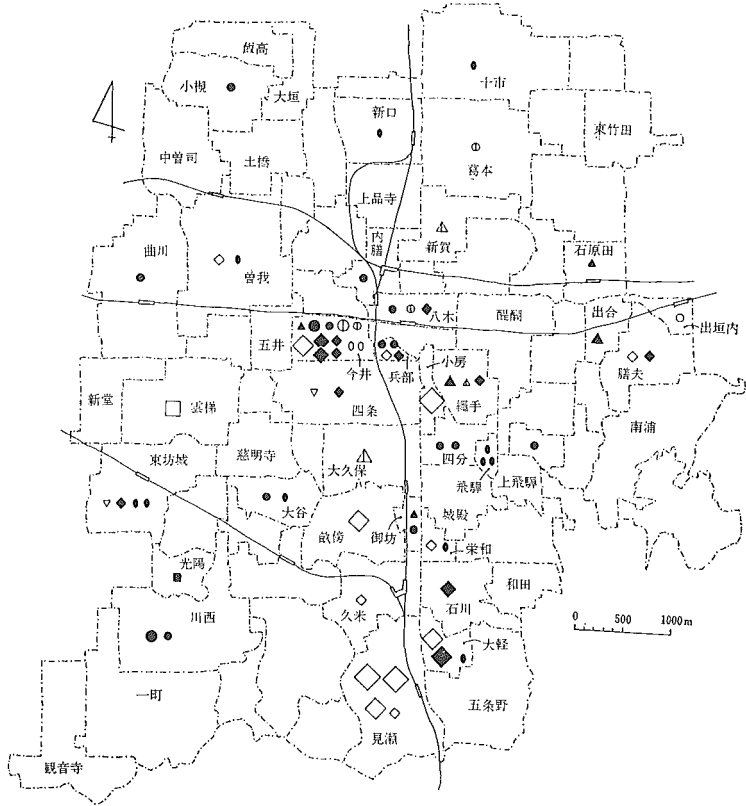 飯高
小槻
大垣
十市
新口
東竹田
中曽司
土橋
葛本
上品寺
内膳
新賀
石原田
曲川
曽我
八木
醍醐
出合
出垣内
五井
今井
兵部
小房
膳夫
縄手
新堂
雲梯
四条
南浦
東坊城
慈明寺
大久保
四分
飛騨
上飛騨
大谷
畝傍
御坊
城殿
栄和
光陽
久米
石川
和田
川西
大軽
一町
五条野
見瀬
観音寺
0 500 1000m